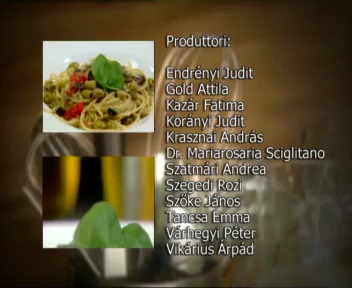 Produttori:
Endrényi Judit
Gold Attila
Kazár Fatima
Korányi Judit
Krasznai András
Dr. Mariarosaria Sciglitano
Szatmári Andrea
Szegedi Rozi
Szőke János
Tancsa Emma
Várhegyi Péter
Vikárius Árpád